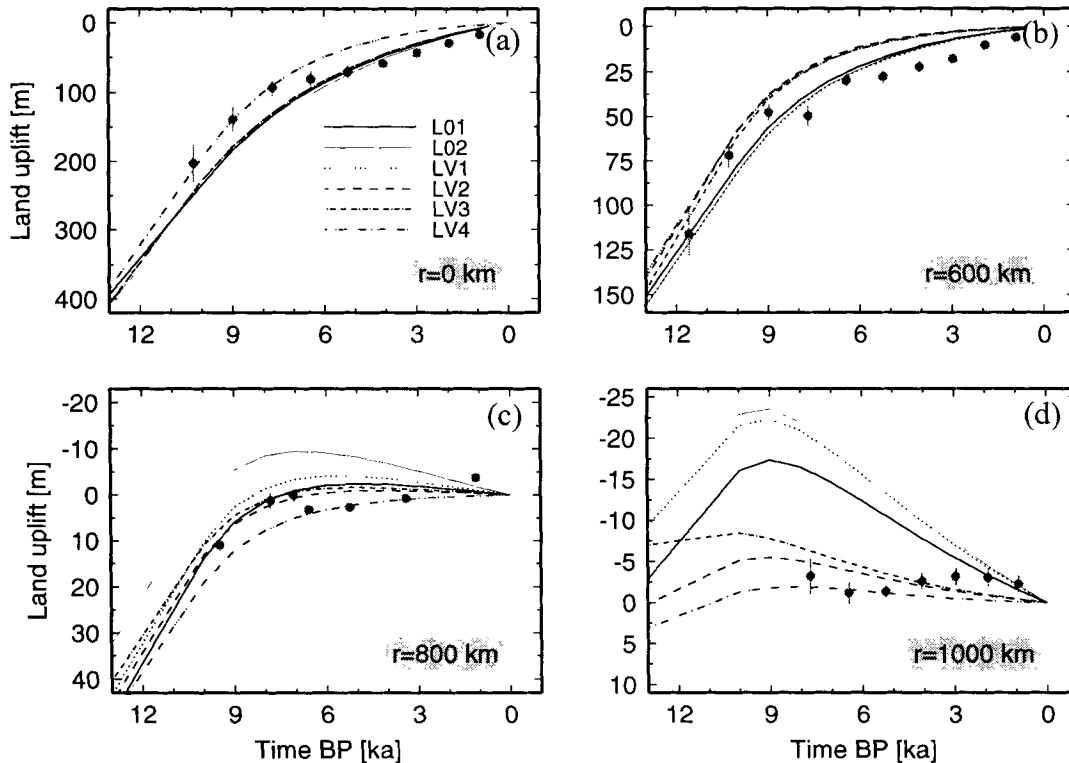 (a)
0
100
200
300
400
Land uplift [m]
L01
L02
LV1
LV2
LV3
LV4
r=0 km
12 9 6 3 0
(b)
0
25
50
75
100
125
150
r=600 km
12 9 6 3 0
(c)
-20
-10
0
10
20
30
40
Land uplift [m]
r=800 km
12 9 6 3 0
Time BP [ka]
(d)
-25
-20
-15
-10
-5
0
5
10
r=1000 km
12 9 6 3 0
Time BP [ka]